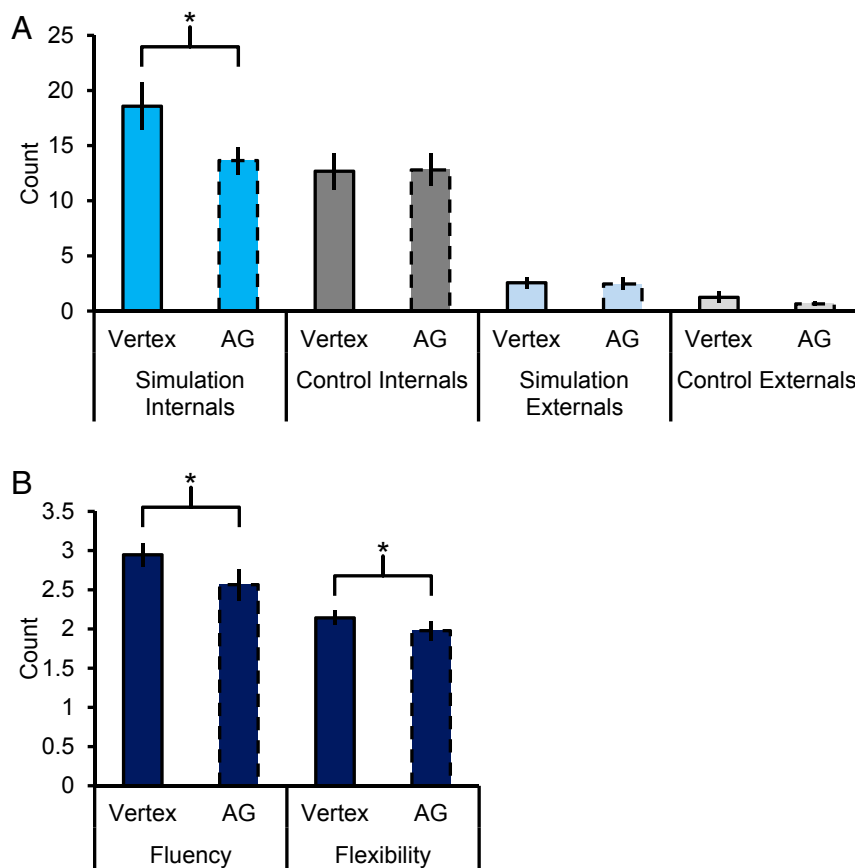 A
*
25
20
15
10
5
0
Count
Vertex AG Vertex AG Vertex AG Vertex AG
Simulation Internals Control Internals Simulation Externals Control Externals
B
*
*
3.5
3
2.5
2
1.5
1
0.5
0
Count
Vertex AG Vertex AG
Fluency Flexibility